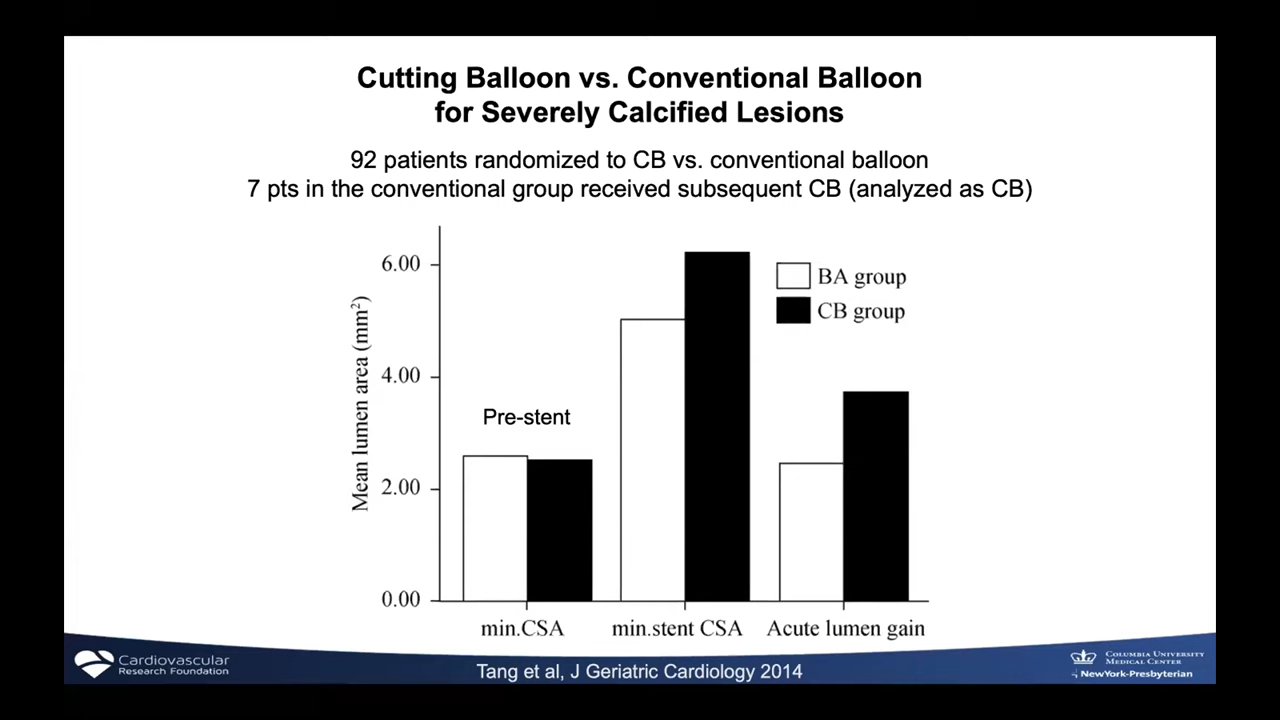 Cutting Balloon vs. Conventional Balloon
for Severely Calcified Lesions
92 patients randomized to CB vs. conventional balloon
7 pts in the conventional group received subsequent CB (analyzed as CB)
Mean lumen area (mm²)
6.00
4.00
2.00
0.00
BA group
CB group
Pre-stent
min.CSA
min.stent CSA
Acute lumen gain
Cardiovascular
Research Foundation
Tang et al, J Geriatric Cardiology 2014
COLUMBIA UNIVERSITY
MEDICAL CENTER
NewYork-Presbyterian